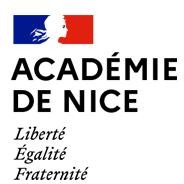 ACADÉMIE
DE NICE
Liberté
Égalité
Fraternité